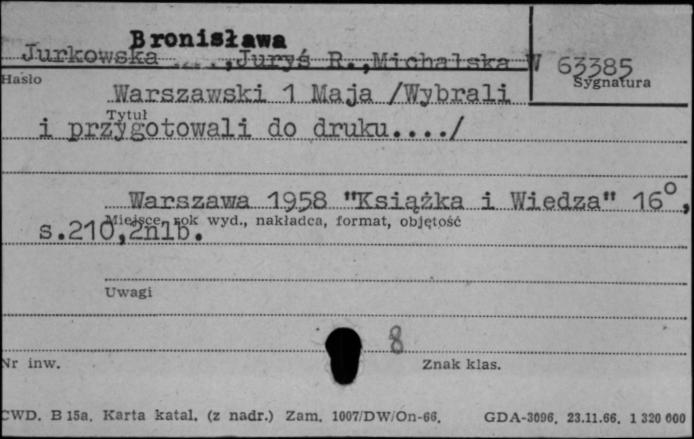 Bronisława
Jurkowska ....,Juryś R.,Michalska W
63385
Hasło
Sygnatura
Warszawski 1 Maja /Wybrali
Tytuł
i przygotowali do druku..../
Warszawa 1958 "Książka i Wiedza" 16°,
Miejsce, rok wyd., nakładca, format, objętość
s.210,2nlb.
Uwagi
8
Nr inw.
Znak klas.
CWD. B 15a. Karta katal. (z nadr.) Zam. 1007/DW/On-66. GDA-3096. 23.11.66. 1 320 000